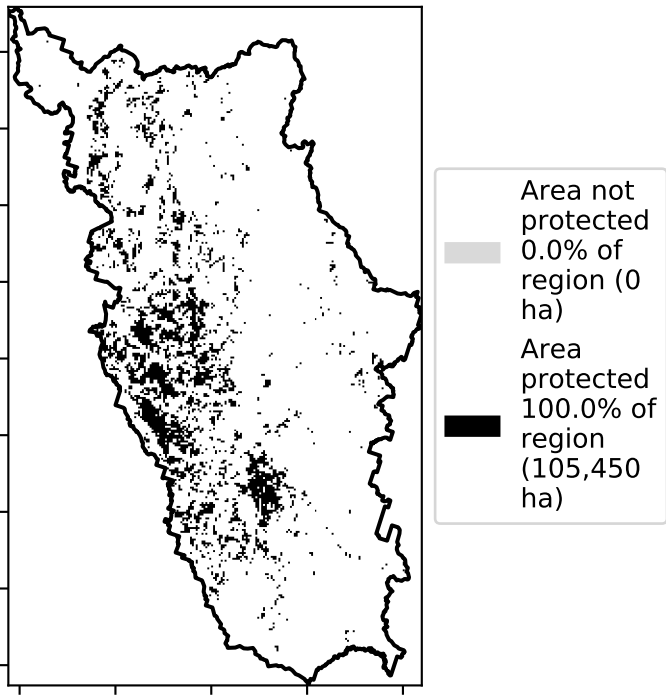 Area not
protected
0.0% of
region (0
ha)
Area
protected
100.0% of
region
(105,450
ha)